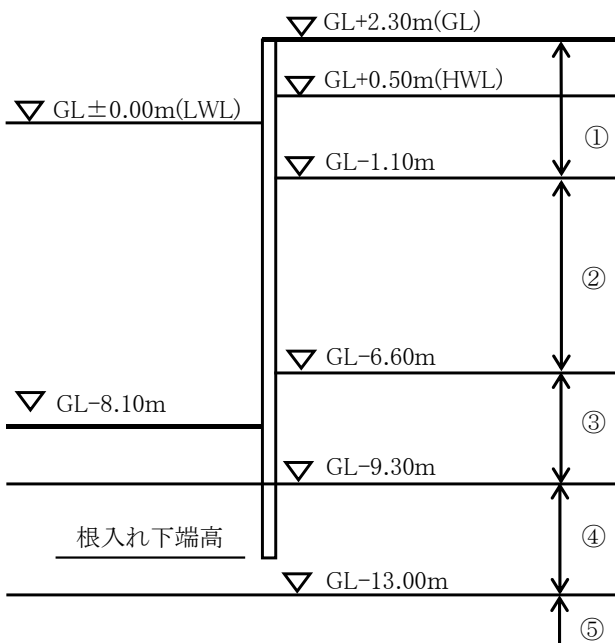 GL+2.30m(GL)
GL+0.50m(HWL)
GL±0.00m(LWL)
①
GL-1.10m
②
GL-6.60m
GL-8.10m
③
GL-9.30m
根入れ下端高
④
GL-13.00m
⑤